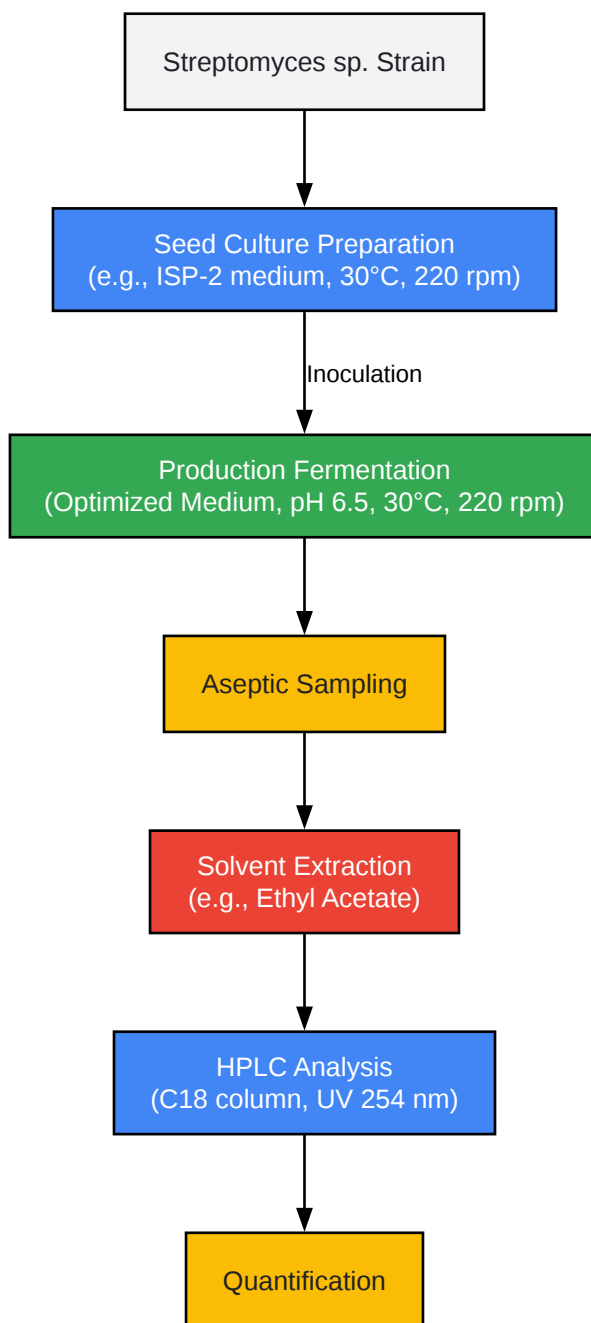 Streptomyces sp. Strain
Seed Culture Preparation
(e.g., ISP-2 medium, 30°C, 220 rpm)
Inoculation
Production Fermentation
(Optimized Medium, pH 6.5, 30°C, 220 rpm)
Aseptic Sampling
Solvent Extraction
(e.g., Ethyl Acetate)
HPLC Analysis
(C18 column, UV 254 nm)
Quantification